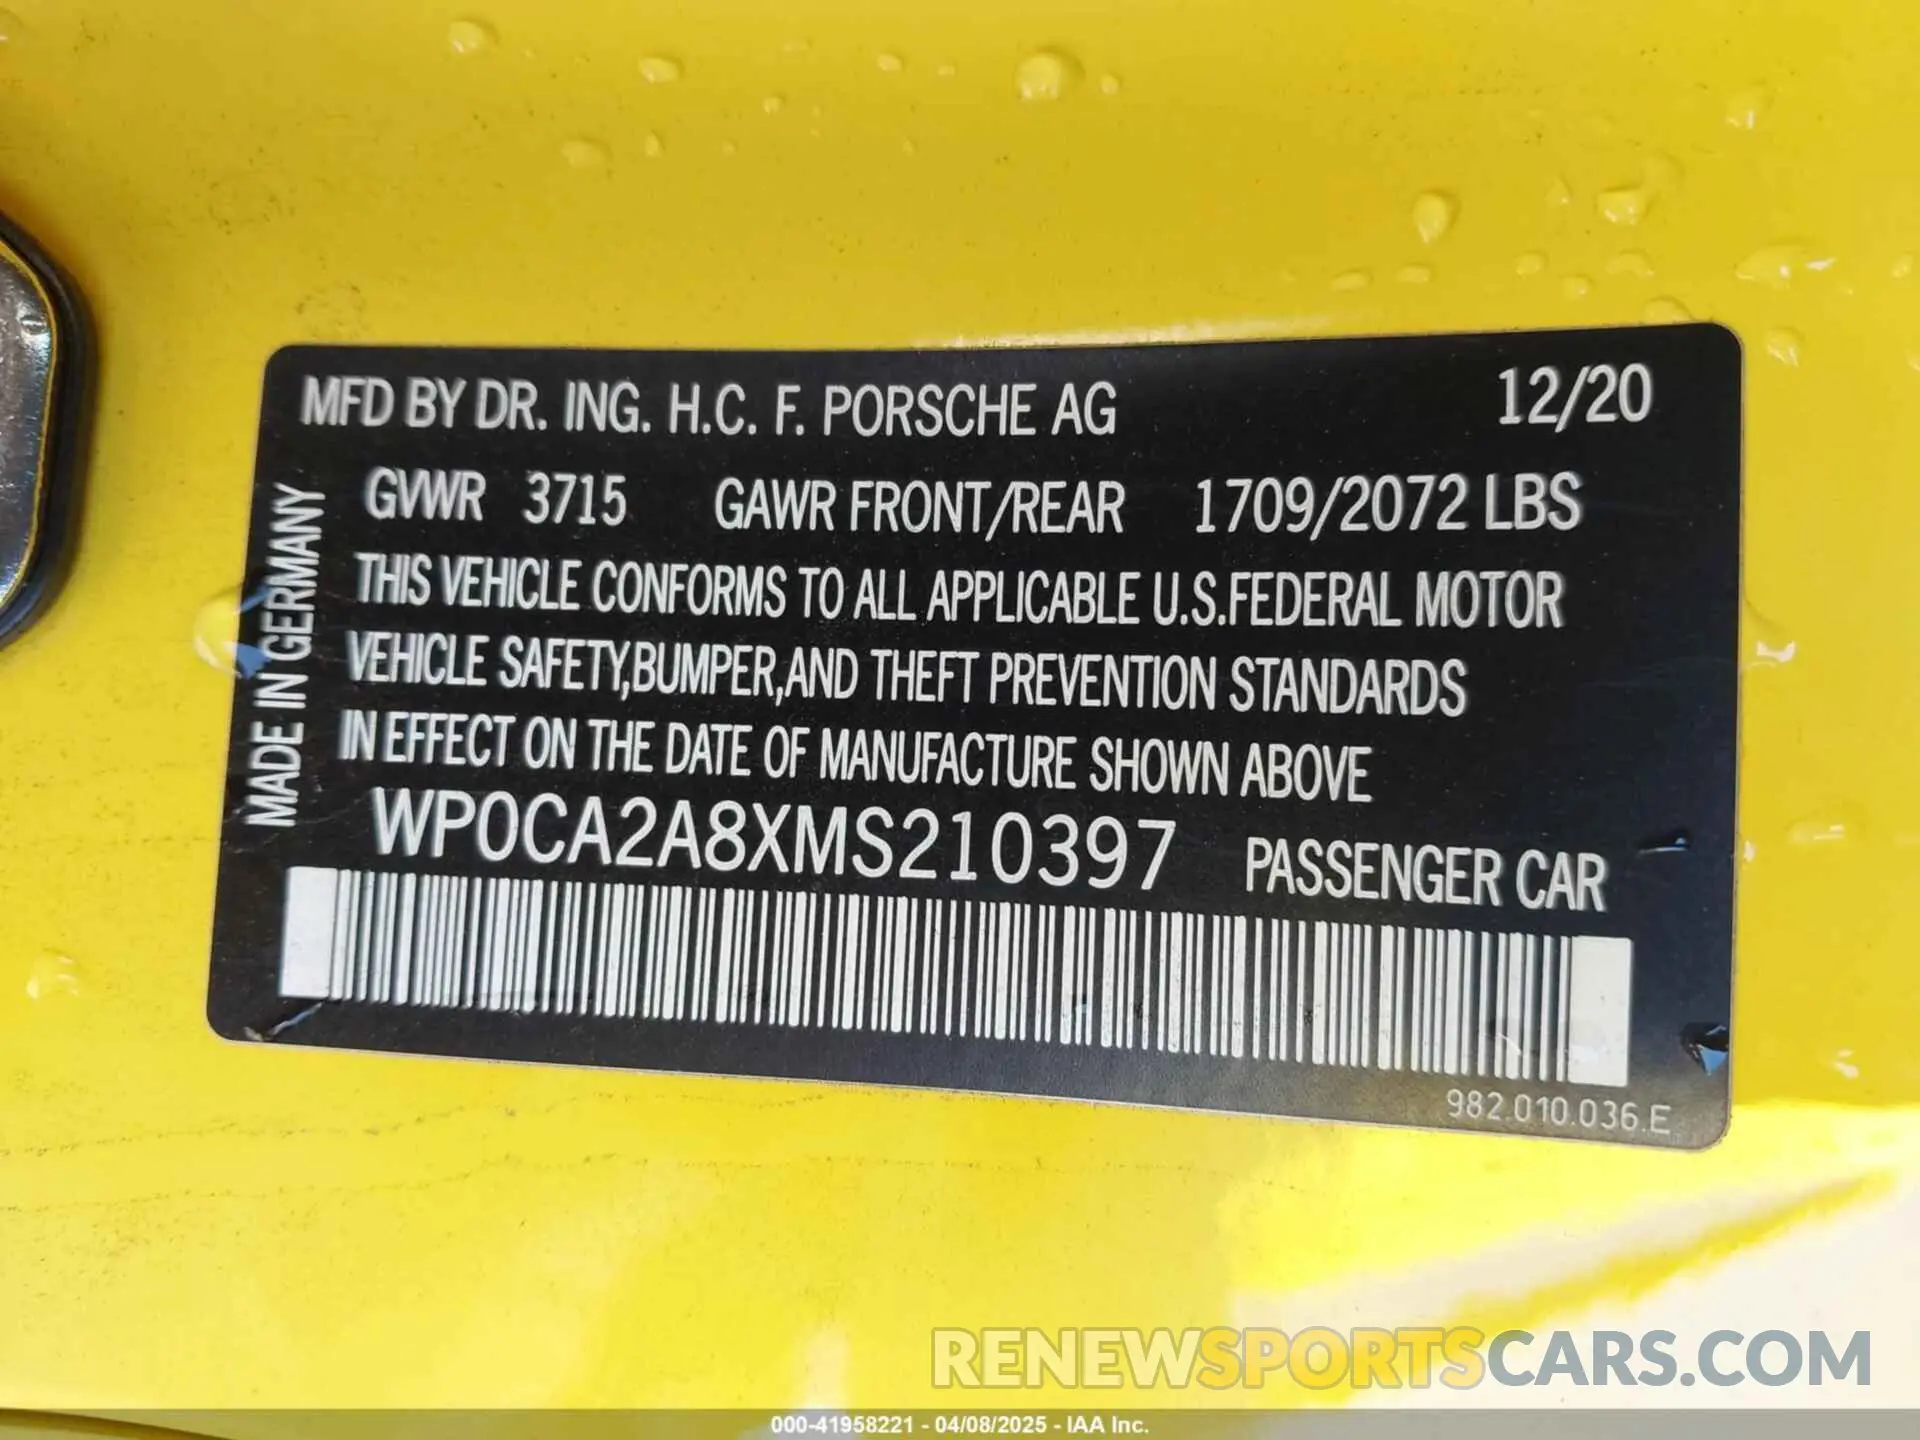 MFD BY DR. ING. H.C. F. PORSCHE AG 12/20
GVWR 3715 GAWR FRONT/REAR 1709/2072 LBS
THIS VEHICLE CONFORMS TO ALL APPLICABLE U.S.FEDERAL MOTOR
VEHICLE SAFETY,BUMPER,AND THEFT PREVENTION STANDARDS
IN EFFECT ON THE DATE OF MANUFACTURE SHOWN ABOVE
MADE IN GERMANY
WP0CA2A8XMS210397 PASSENGER CAR
982.010.036.E
RENEWSPORTSCARS.COM
000-41958221 - 04/08/2025 - IAA Inc.